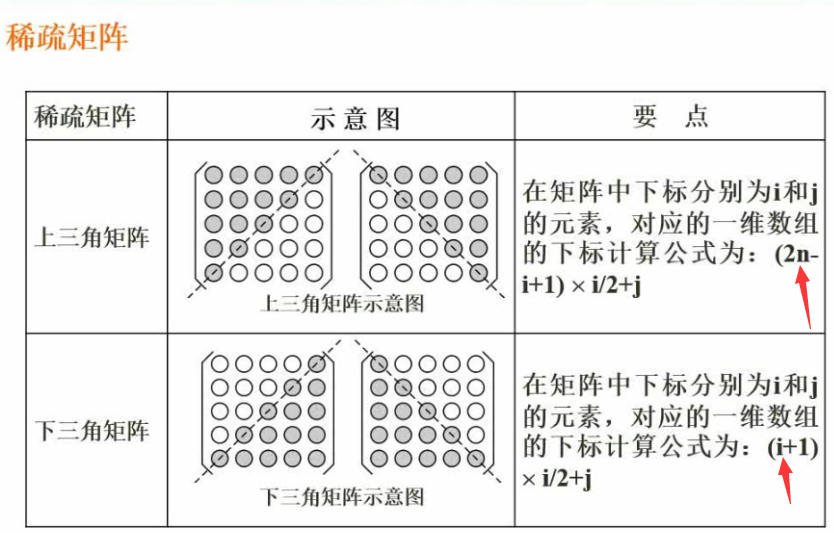 稀疏矩阵
稀疏矩阵
示 意 图
要 点
上三角矩阵
上三角矩阵示意图
在矩阵中下标分别为i和j
的元素，对应的一维数组
的下标计算公式为：(2n-
i+1) × i/2+j
下三角矩阵
下三角矩阵示意图
在矩阵中下标分别为i和j
的元素，对应的一维数组
的下标计算公式为：(i+1)
× i/2+j